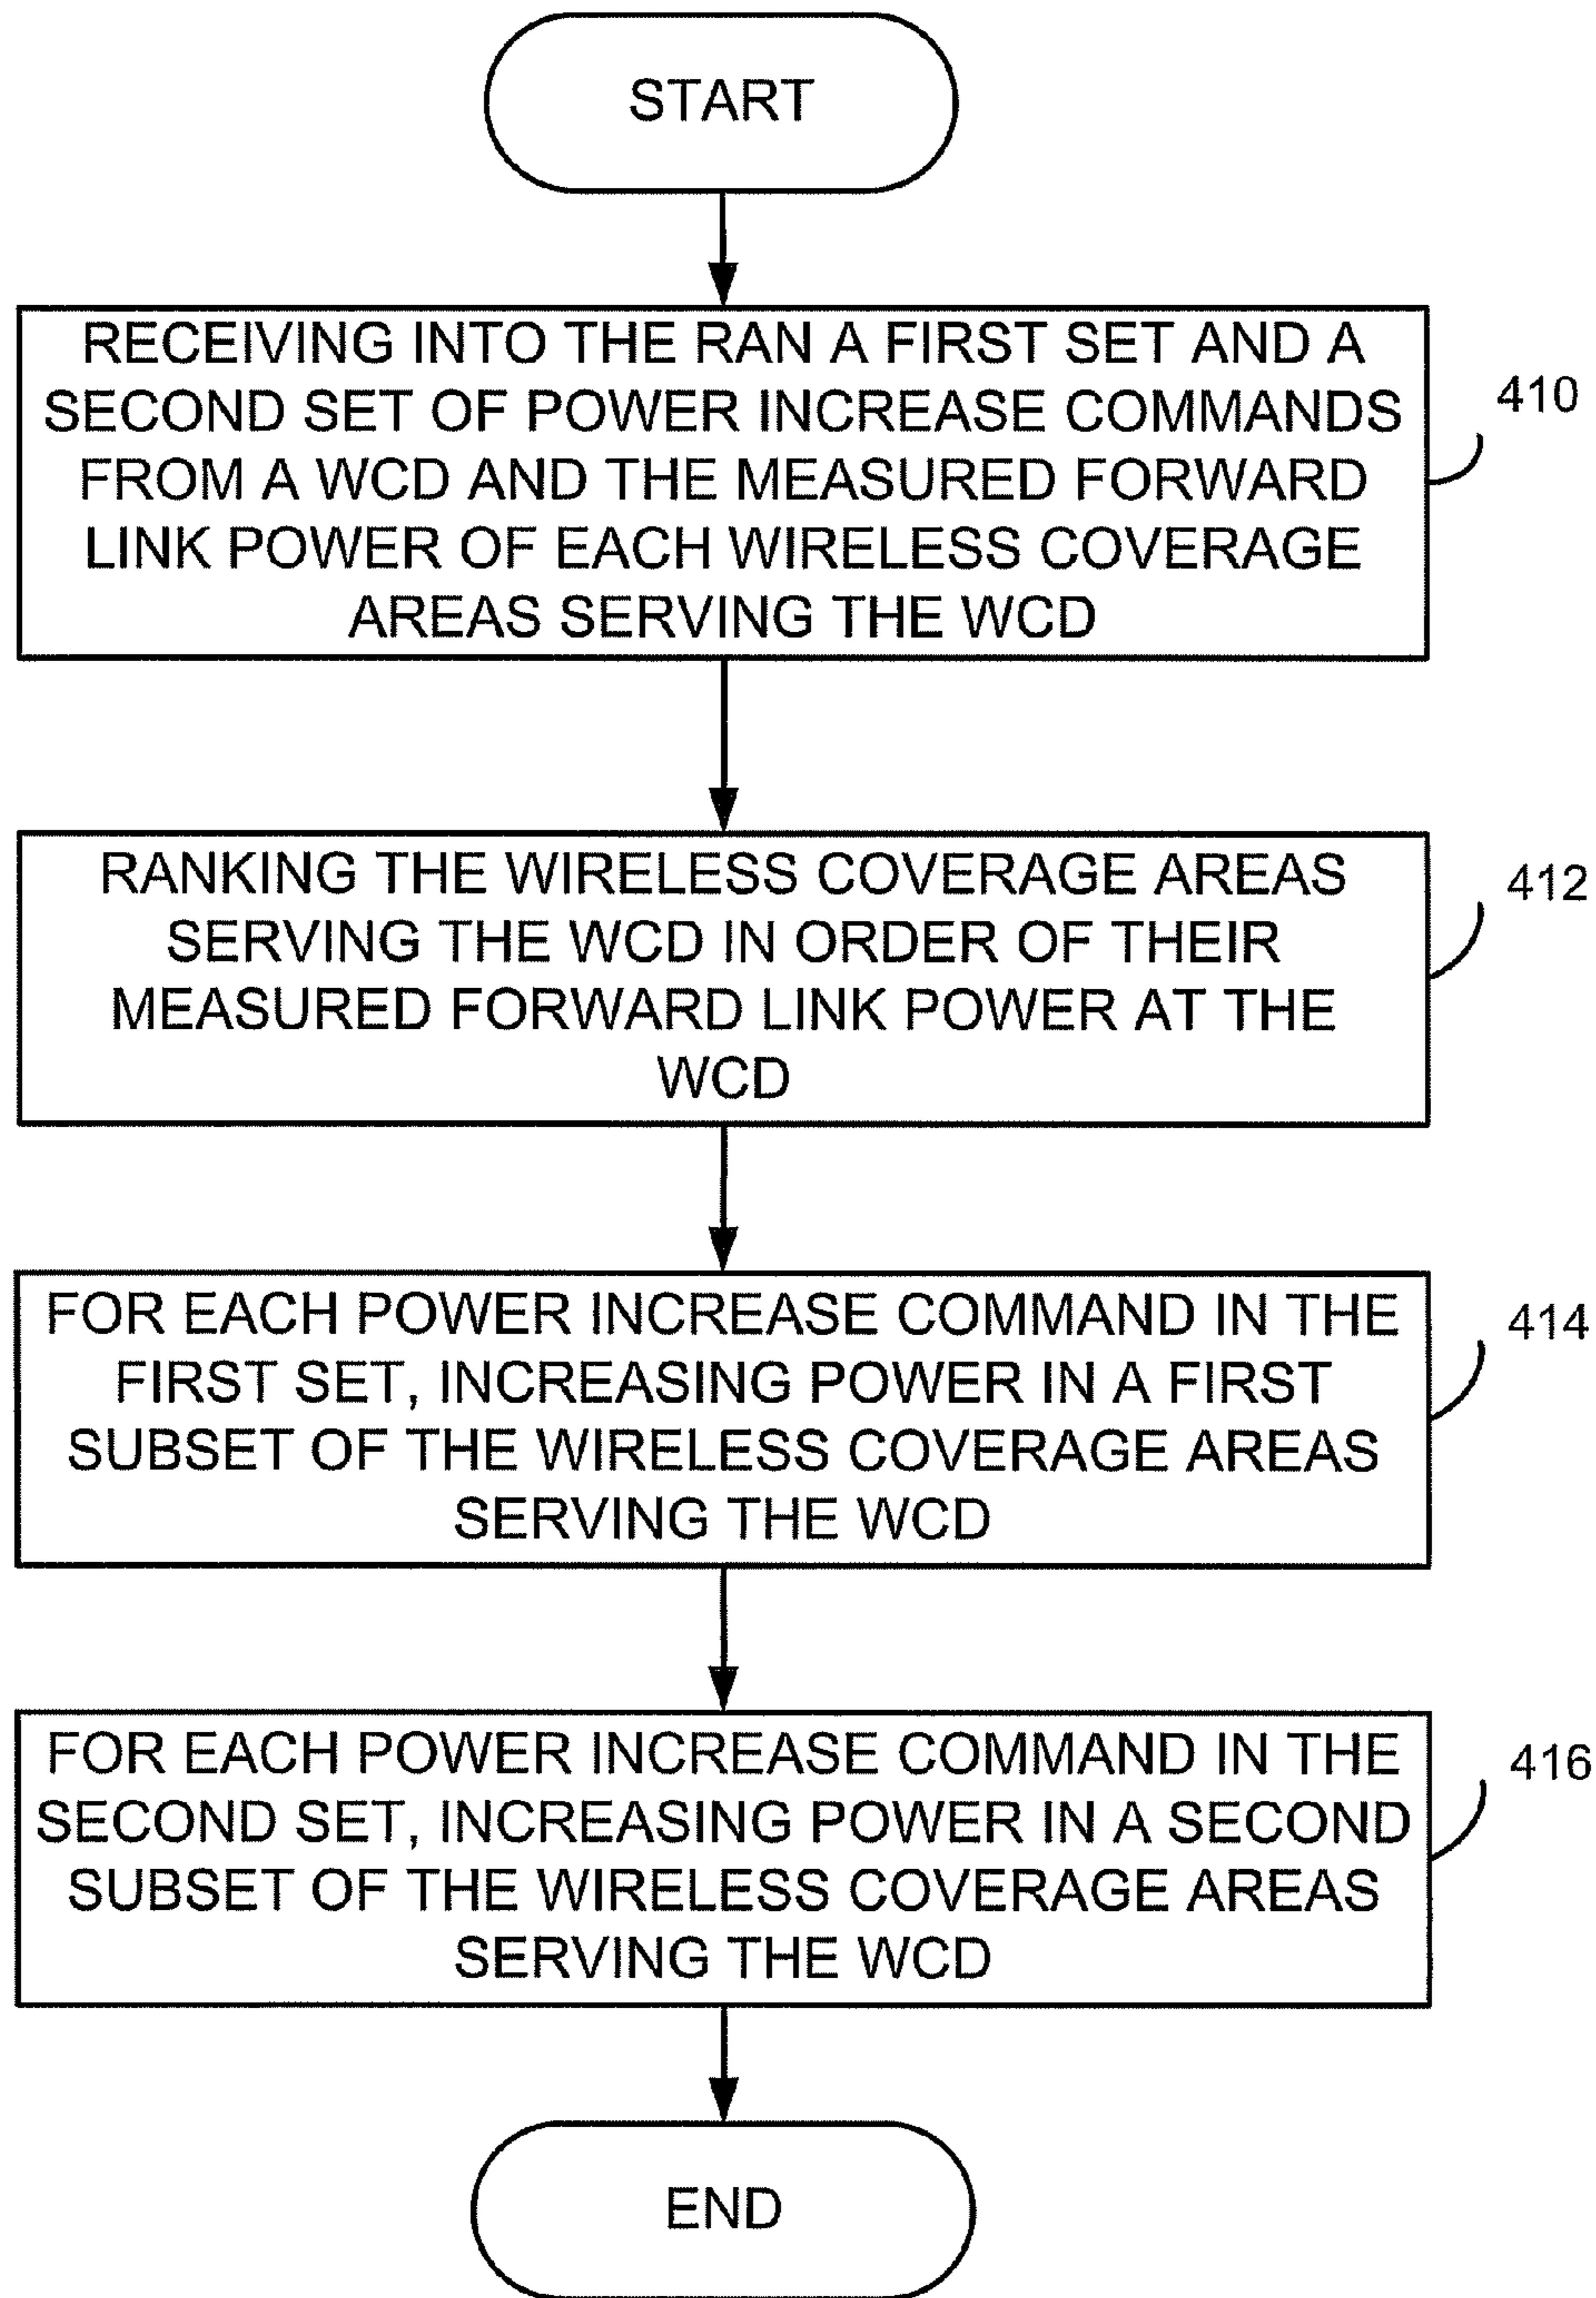 START
RECEIVING INTO THE RAN A FIRST SET AND A
SECOND SET OF POWER INCREASE COMMANDS
FROM A WCD AND THE MEASURED FORWARD
LINK POWER OF EACH WIRELESS COVERAGE
AREAS SERVING THE WCD
410
RANKING THE WIRELESS COVERAGE AREAS
SERVING THE WCD IN ORDER OF THEIR
MEASURED FORWARD LINK POWER AT THE
WCD
412
FOR EACH POWER INCREASE COMMAND IN THE
FIRST SET, INCREASING POWER IN A FIRST
SUBSET OF THE WIRELESS COVERAGE AREAS
SERVING THE WCD
414
FOR EACH POWER INCREASE COMMAND IN THE
SECOND SET, INCREASING POWER IN A SECOND
SUBSET OF THE WIRELESS COVERAGE AREAS
SERVING THE WCD
416
END